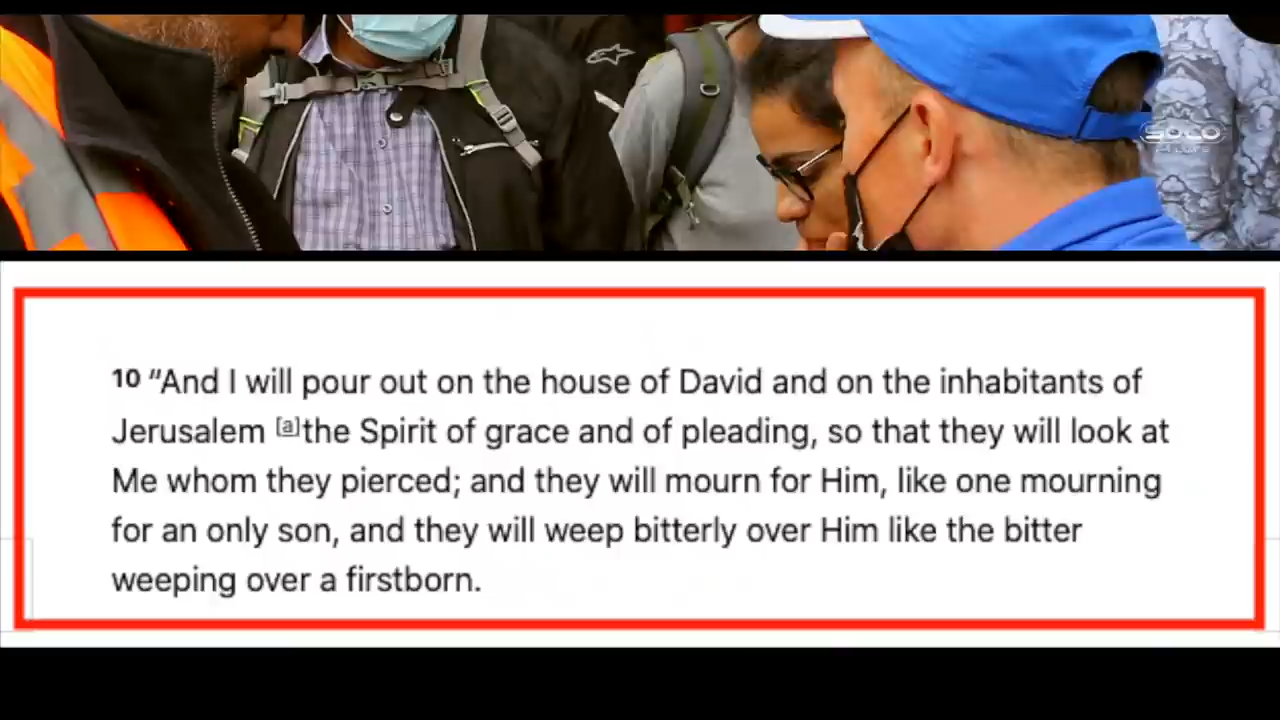 SOLO
10 “And I will pour out on the house of David and on the inhabitants of
Jerusalem [a]the Spirit of grace and of pleading, so that they will look at
Me whom they pierced; and they will mourn for Him, like one mourning
for an only son, and they will weep bitterly over Him like the bitter
weeping over a firstborn.